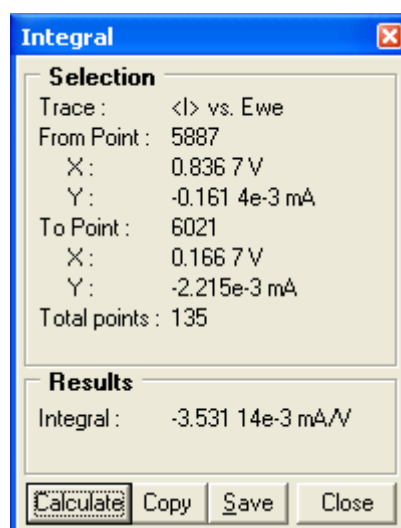 Integral
Selection
Trace : <I> vs. Ewe
From Point : 5887
X : 0.836 7 V
Y : -0.161 4e-3 mA
To Point : 6021
X : 0.166 7 V
Y : -2.215e-3 mA
Total points : 135
Results
Integral : -3.531 14e-3 mA/V
Calculate Copy Save Close